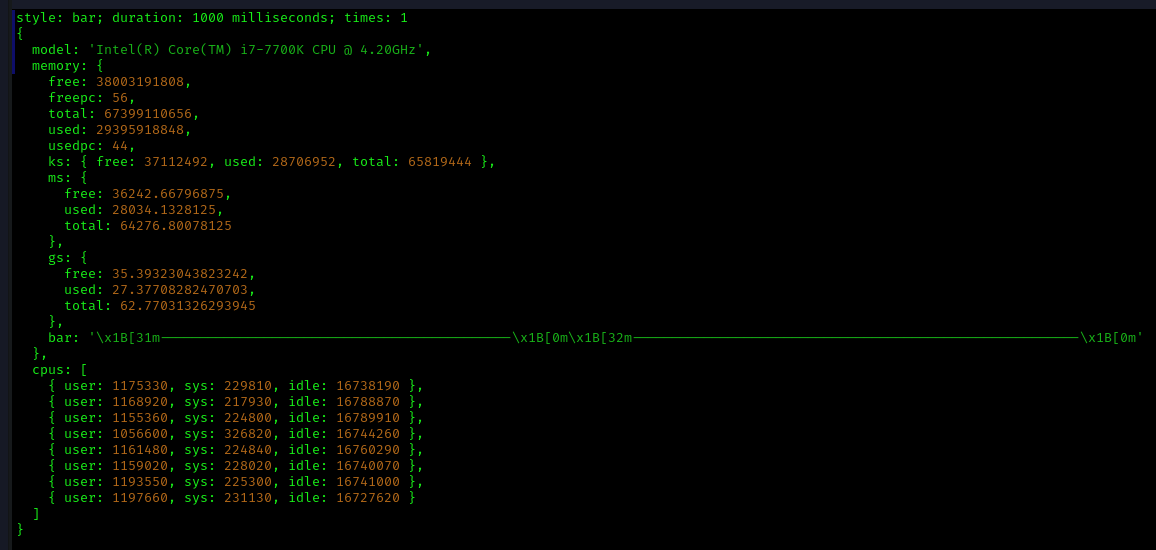 style: bar; duration: 1000 milliseconds; times: 1
{
  model: 'Intel(R) Core(TM) i7-7700K CPU @ 4.20GHz',
  memory: {
    free: 38003191808,
    freepc: 56,
    total: 67399110656,
    used: 29395918848,
    usedpc: 44,
    ks: { free: 37112492, used: 28706952, total: 65819444 },
    ms: {
      free: 36242.66796875,
      used: 28034.1328125,
      total: 64276.80078125
    },
    gs: {
      free: 35.39323043823242,
      used: 27.37708282470703,
      total: 62.77031326293945
    },
    bar: '\x1B[31m────────────────────────────────────────────\x1B[0m\x1B[32m────────────────────────────────────────────────────────\x1B[0m'
  },
  cpus: [
    { user: 1175330, sys: 229810, idle: 16738190 },
    { user: 1168920, sys: 217930, idle: 16788870 },
    { user: 1155360, sys: 224800, idle: 16789910 },
    { user: 1056600, sys: 326820, idle: 16744260 },
    { user: 1161480, sys: 224840, idle: 16760290 },
    { user: 1159020, sys: 228020, idle: 16740070 },
    { user: 1193550, sys: 225300, idle: 16741000 },
    { user: 1197660, sys: 231130, idle: 16727620 }
  ]
}